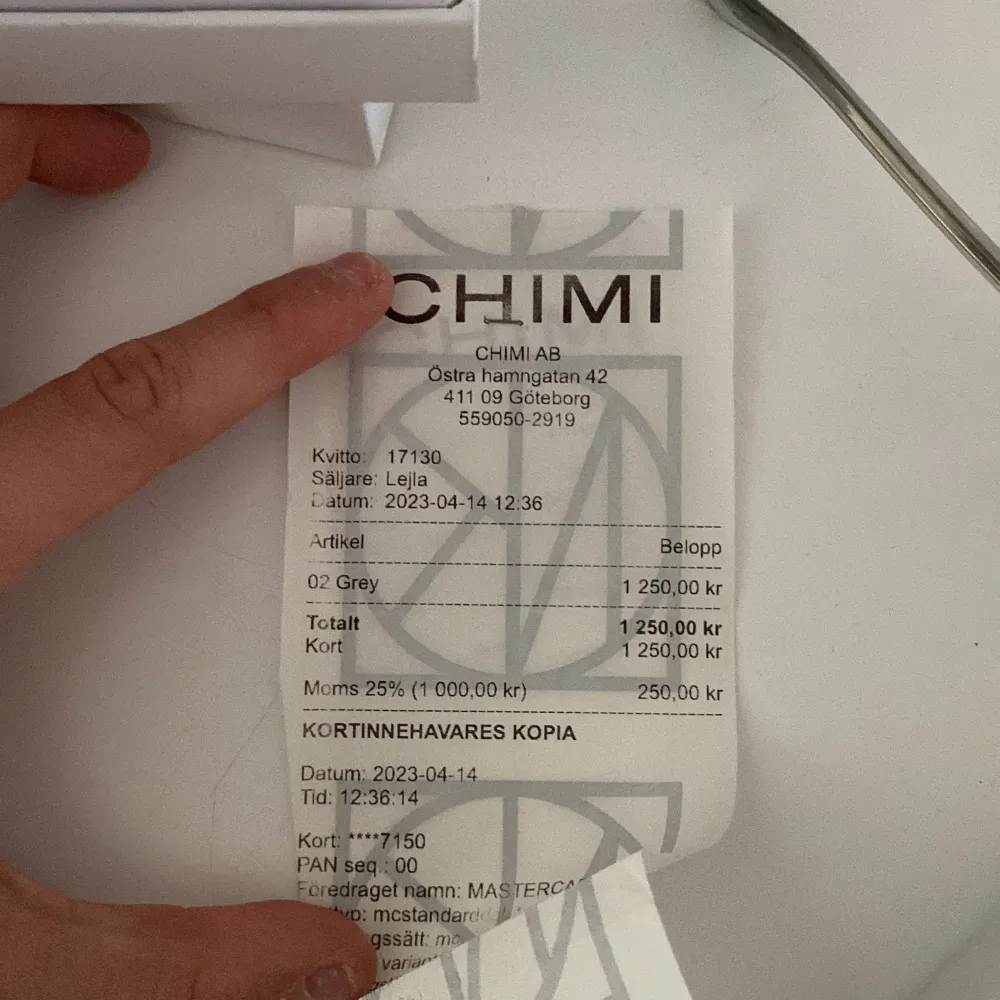 CHIMI
CHIMI AB
Östra hamngatan 42
411 09 Göteborg
559050-2919
Kvitto: 17130
Säljare: Lejla
Datum: 2023-04-14 12:36
Artikel Belopp
02 Grey 1 250,00 kr
Totalt 1 250,00 kr
Kort 1 250,00 kr
Moms 25% (1 000,00 kr) 250,00 kr
KORTINNEHAVARES KOPIA
Datum: 2023-04-14
Tid: 12:36:14
Kort: ****7150
PAN seq.: 00
Föredraget namn: MASTERCA
mcstandard